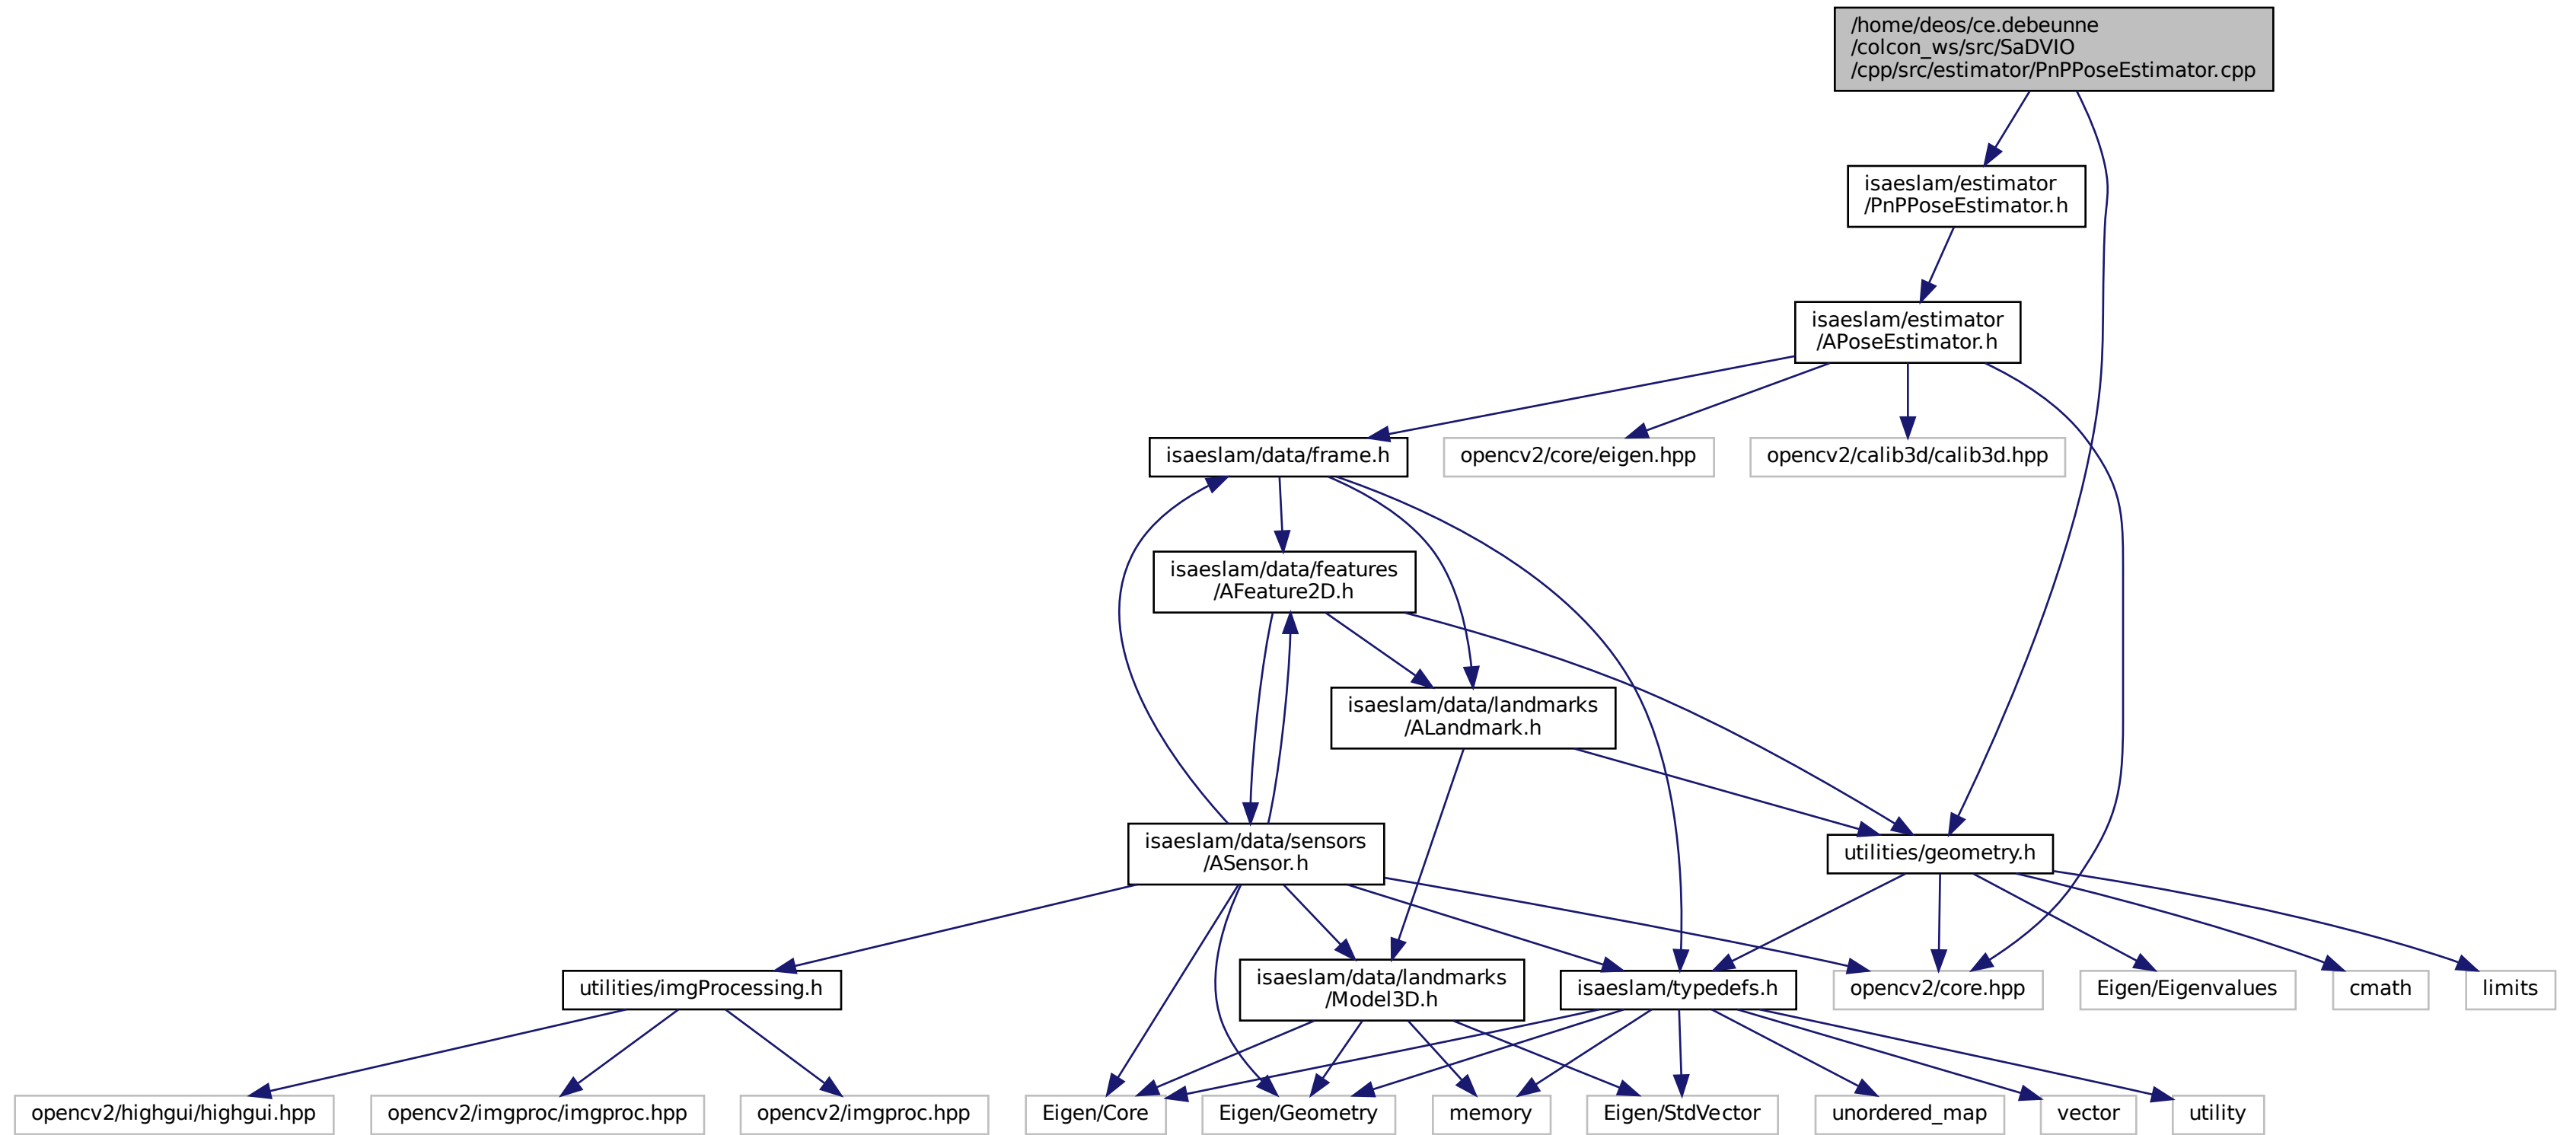 /home/deos/ce.debeunne
/colcon_ws/src/SaDVIO
/cpp/src/estimator/PnPPoseEstimator.cpp
isaeslam/estimator
/PnPPoseEstimator.h
isaeslam/estimator
/APoseEstimator.h
isaeslam/data/frame.h
opencv2/core/eigen.hpp
opencv2/calib3d/calib3d.hpp
isaeslam/data/features
/AFeature2D.h
isaeslam/data/landmarks
/ALandmark.h
isaeslam/data/sensors
/ASensor.h
utilities/geometry.h
utilities/imgProcessing.h
isaeslam/data/landmarks
/Model3D.h
isaeslam/typedefs.h
opencv2/core.hpp
Eigen/Eigenvalues
cmath
limits
opencv2/highgui/highgui.hpp
opencv2/imgproc/imgproc.hpp
opencv2/imgproc.hpp
Eigen/Core
Eigen/Geometry
memory
Eigen/StdVector
unordered_map
vector
utility